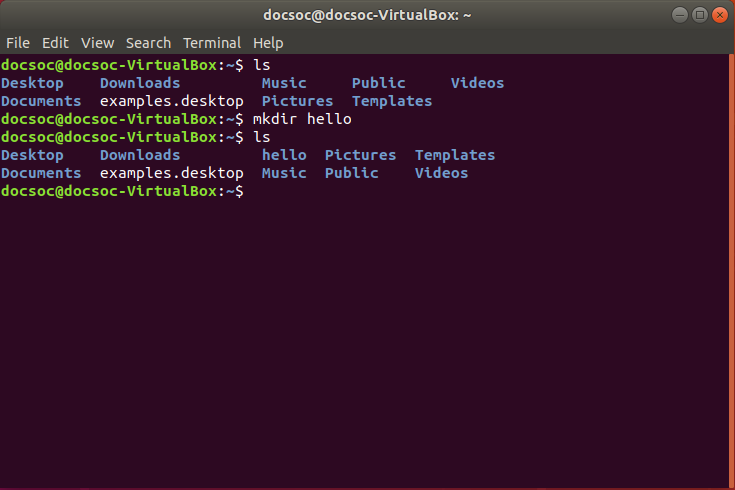 docsoc@docsoc-VirtualBox: ~
File Edit View Search Terminal Help
docsoc@docsoc-VirtualBox:~$ ls
Desktop    Downloads         Music     Public     Videos
Documents  examples.desktop  Pictures  Templates
docsoc@docsoc-VirtualBox:~$ mkdir hello
docsoc@docsoc-VirtualBox:~$ ls
Desktop    Downloads         hello  Pictures  Templates
Documents  examples.desktop  Music  Public    Videos
docsoc@docsoc-VirtualBox:~$